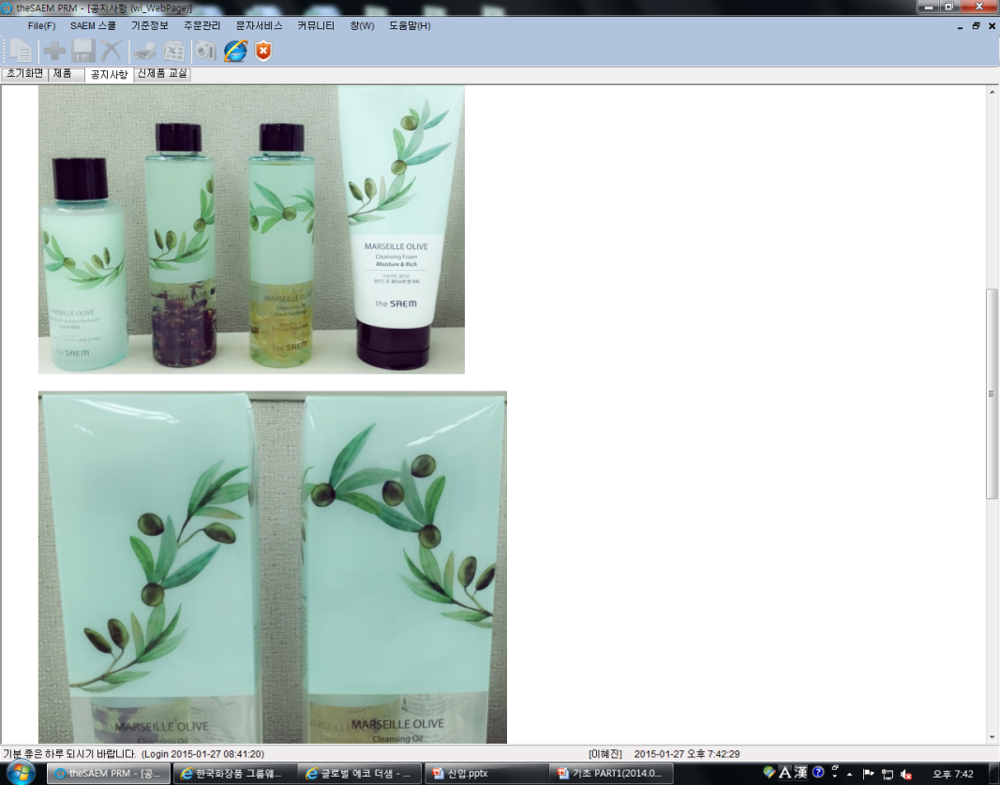 theSAEM PRM - [공지사항 (wl_WebPage)]
File(F) SAEM 스쿨 기준정보 주문관리 문자서비스 커뮤니티 창(W) 도움말(H)
초기화면 제품 공지사항 신제품 교실
MARSEILLE OLIVE
Cleansing Foam
Moisture & Rich
the SAEM
MARSEILLE OLIVE
the SAEM
MARSEILLE OLIVE
MARSEILLE OLIVE
Cleansing Oil
the SAEM
MARSEILLE OLIVE
Cleansing Oil
MARSEILLE OLIVE
Cleansing Oil
기분 좋은 하루 되시기 바랍니다. (Login 2015-01-27 08:41:20) [이혜진] 2015-01-27 오후 7:42:29
theSAEM PRM - [공... 한국화장품 그룹웨... 글로벌 에코 더샘 - ... 신입.pptx 기초 PART1(2014.0... A 漢 오후 7:42